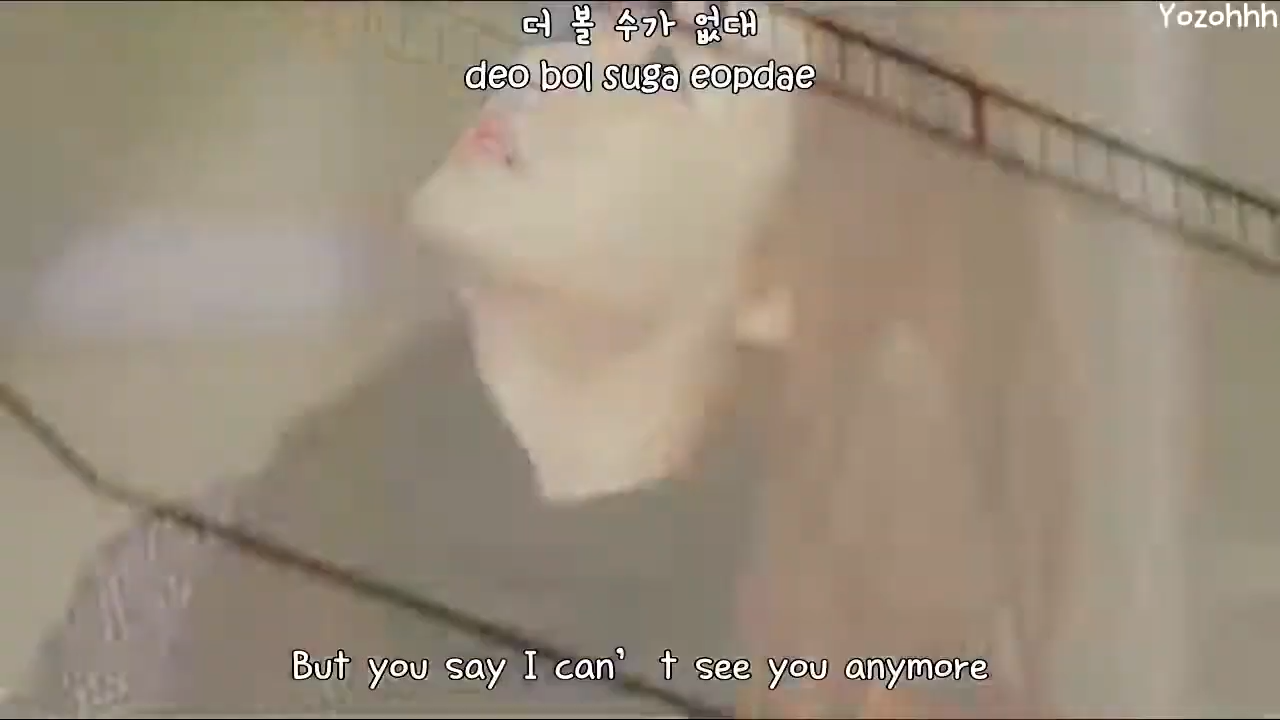 더 볼 수가 없대
Yozohhh
deo bol suga eopdae
But you say I can't see you anymore